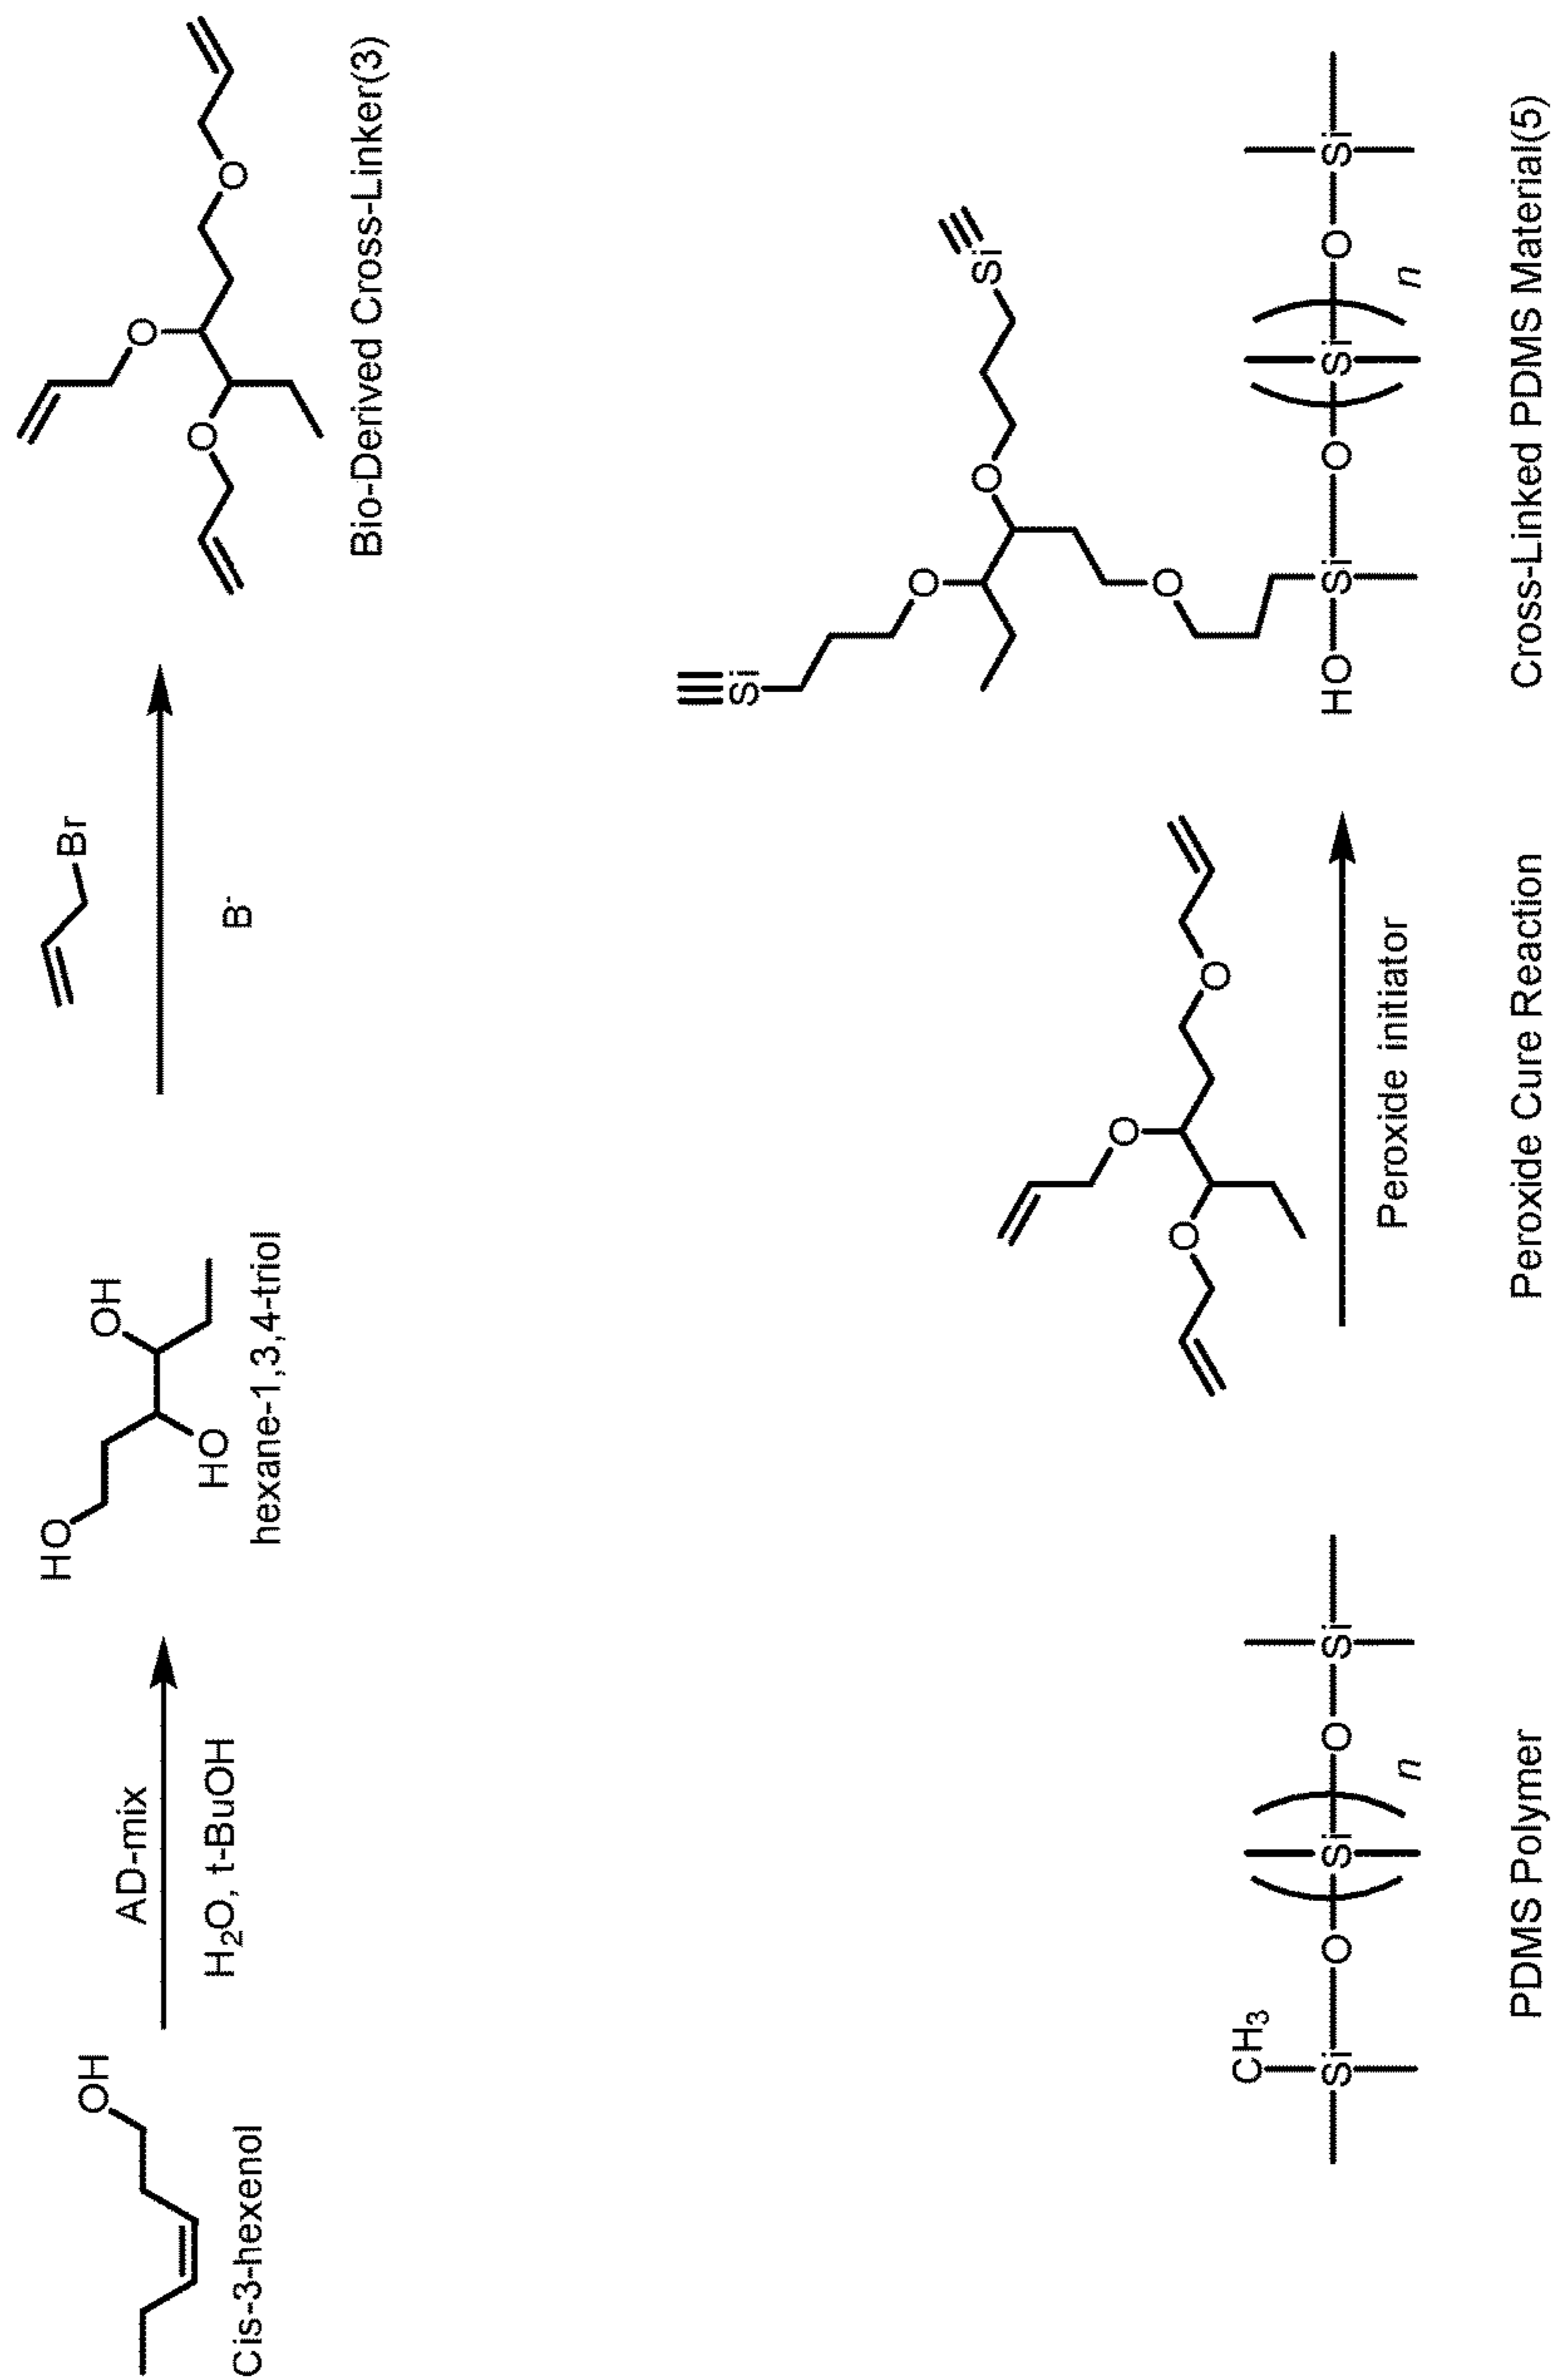 OH
Cis-3-hexenol
AD-mix
H₂O, t-BuOH
HO
OH
HO
hexane-1,3,4-triol
Br
B⁻
O
O
O
Bio-Derived Cross-Linker(3)
CH₃
Si
O
Si
O
Si
n
PDMS Polymer
O
O
O
Peroxide initiator
Peroxide Cure Reaction
Si
O
O
Si
O
HO
Si
O
Si
O
Si
n
Cross-Linked PDMS Material(5)